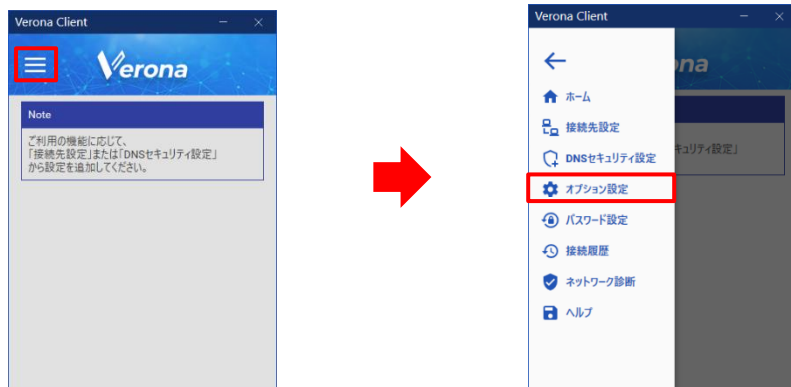 Verona Client
Verona
Note
ご利用の機能に応じて、
「接続先設定」または「DNSセキュリティ設定」
から設定を追加してください。
Verona Client
na
ホーム
接続先設定
DNSセキュリティ設定
キュリティ設定」
オプション設定
パスワード設定
接続履歴
ネットワーク診断
ヘルプ